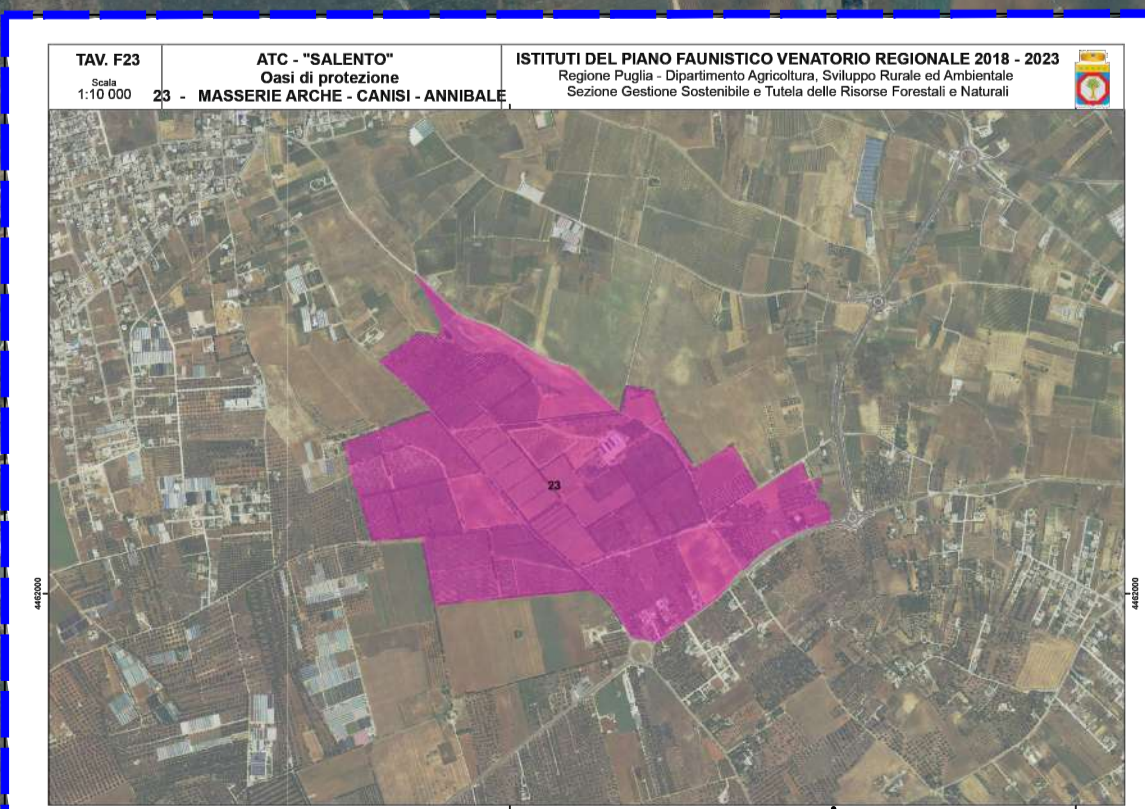 TAV. F23
Scala
1:10 000
ATC - "SALENTO"
Oasi di protezione
23 - MASSERIE ARCHE - CANISI - ANNIBALE
ISTITUTI DEL PIANO FAUNISTICO VENATORIO REGIONALE 2018 - 2023
Regione Puglia - Dipartimento Agricoltura, Sviluppo Rurale ed Ambientale
Sezione Gestione Sostenibile e Tutela delle Risorse Forestali e Naturali
23
4462000
4462000